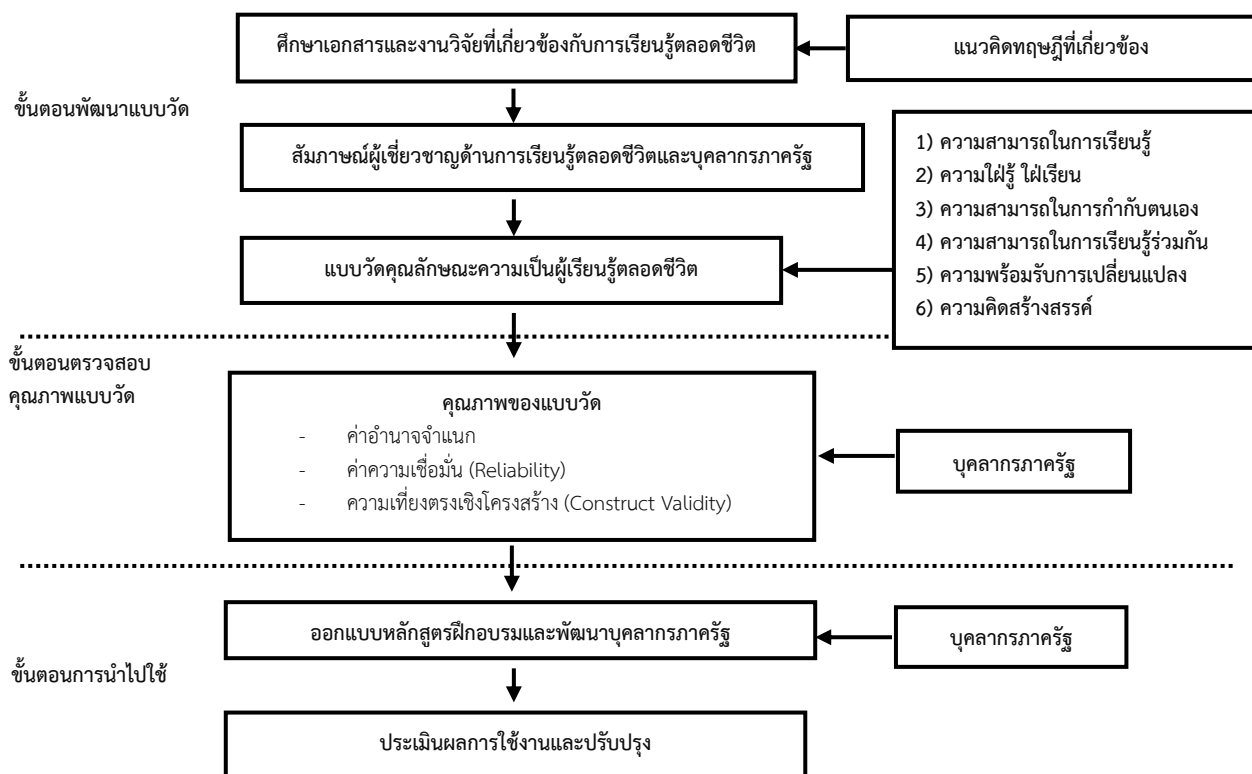 ศึกษาเอกสารและงานวิจัยที่เกี่ยวข้องกับการเรียนรู้ตลอดชีวิต
แนวคิดทฤษฎีที่เกี่ยวข้อง
ขั้นตอนพัฒนาแบบวัด
สัมภาษณ์ผู้เชี่ยวชาญด้านการเรียนรู้ตลอดชีวิตและบุคลากรภาครัฐ
แบบวัดคุณลักษณะความเป็นผู้เรียนรู้ตลอดชีวิต
1) ความสามารถในการเรียนรู้
2) ความใฝ่รู้ ใฝ่เรียน
3) ความสามารถในการกำกับตนเอง
4) ความสามารถในการเรียนรู้ร่วมกัน
5) ความพร้อมรับการเปลี่ยนแปลง
6) ความคิดสร้างสรรค์
ขั้นตอนตรวจสอบ
คุณภาพแบบวัด
คุณภาพของแบบวัด
- ค่าอำนาจจำแนก
- ค่าความเชื่อมั่น (Reliability)
- ความเที่ยงตรงเชิงโครงสร้าง (Construct Validity)
บุคลากรภาครัฐ
ออกแบบหลักสูตรฝึกอบรมและพัฒนาบุคลากรภาครัฐ
บุคลากรภาครัฐ
ขั้นตอนการนำไปใช้
ประเมินผลการใช้งานและปรับปรุง